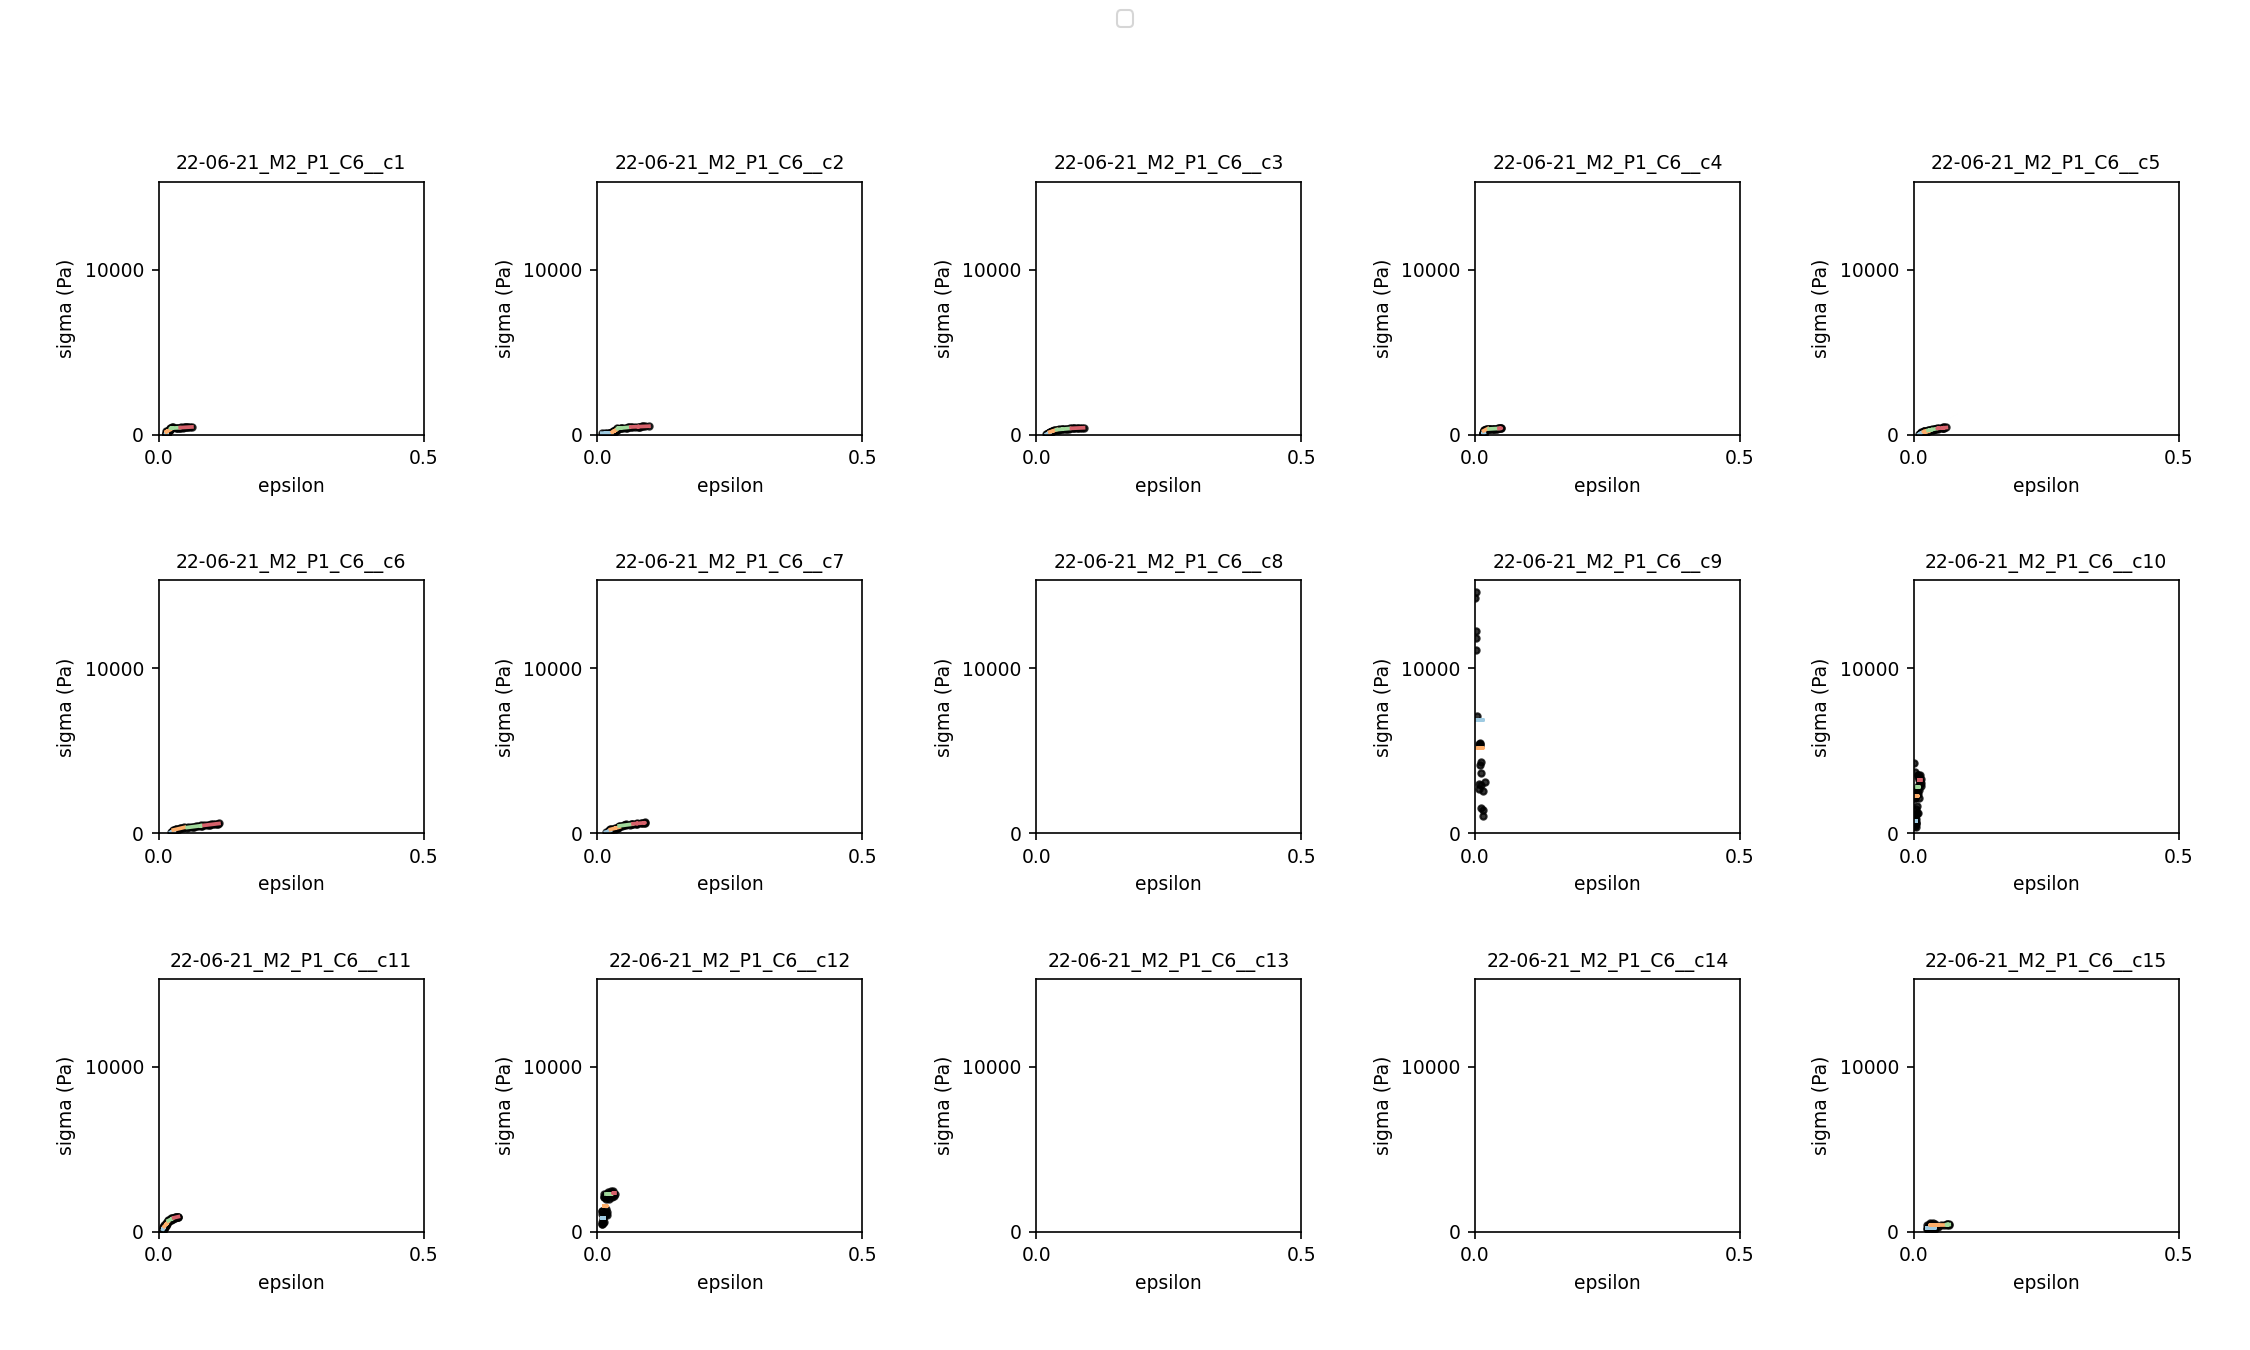 22-06-21_M2_P1_C6__c1
10000
0
sigma (Pa)
0.0
0.5
epsilon
22-06-21_M2_P1_C6__c2
10000
0
sigma (Pa)
0.0
0.5
epsilon
22-06-21_M2_P1_C6__c3
10000
0
sigma (Pa)
0.0
0.5
epsilon
22-06-21_M2_P1_C6__c4
10000
0
sigma (Pa)
0.0
0.5
epsilon
22-06-21_M2_P1_C6__c5
10000
0
sigma (Pa)
0.0
0.5
epsilon
22-06-21_M2_P1_C6__c6
10000
0
sigma (Pa)
0.0
0.5
epsilon
22-06-21_M2_P1_C6__c7
10000
0
sigma (Pa)
0.0
0.5
epsilon
22-06-21_M2_P1_C6__c8
10000
0
sigma (Pa)
0.0
0.5
epsilon
22-06-21_M2_P1_C6__c9
10000
0
sigma (Pa)
0.0
0.5
epsilon
22-06-21_M2_P1_C6__c10
10000
0
sigma (Pa)
0.0
0.5
epsilon
22-06-21_M2_P1_C6__c11
10000
0
sigma (Pa)
0.0
0.5
epsilon
22-06-21_M2_P1_C6__c12
10000
0
sigma (Pa)
0.0
0.5
epsilon
22-06-21_M2_P1_C6__c13
10000
0
sigma (Pa)
0.0
0.5
epsilon
22-06-21_M2_P1_C6__c14
10000
0
sigma (Pa)
0.0
0.5
epsilon
22-06-21_M2_P1_C6__c15
10000
0
sigma (Pa)
0.0
0.5
epsilon